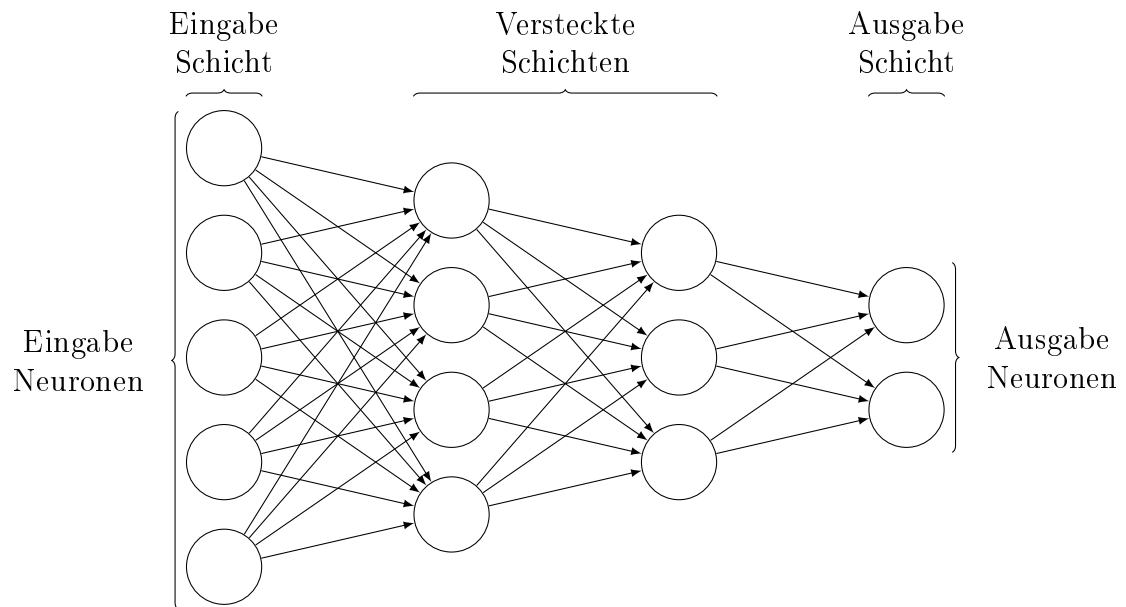 Eingabe
Schicht
Versteckte
Schichten
Ausgabe
Schicht
Eingabe
Neuronen
Ausgabe
Neuronen